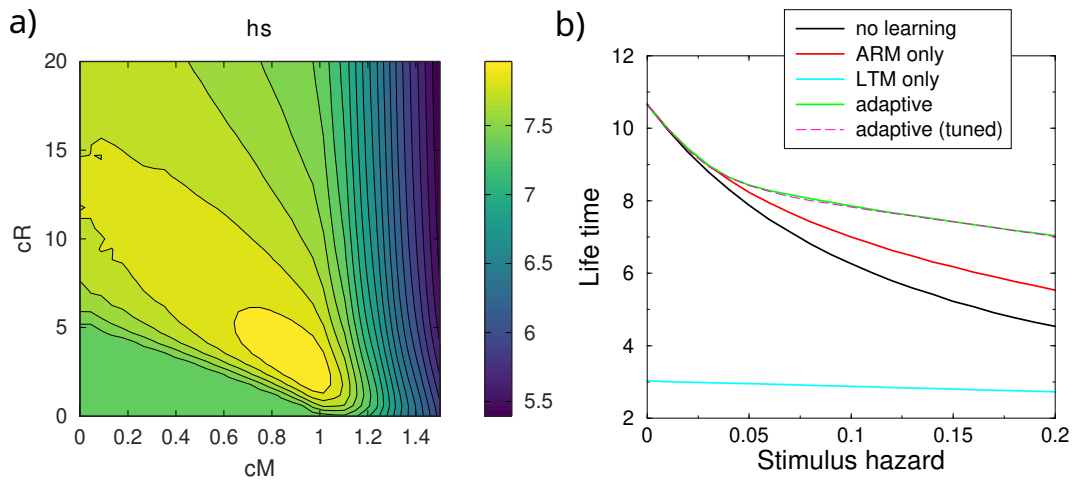 a)
hs
20
15
10
5
0
cR
0 0.2 0.4 0.6 0.8 1 1.2 1.4
cM
7.5
7
6.5
6
5.5
b)
no learning
ARM only
LTM only
adaptive
adaptive (tuned)
12
10
8
6
4
2
Life time
0 0.05 0.1 0.15 0.2
Stimulus hazard